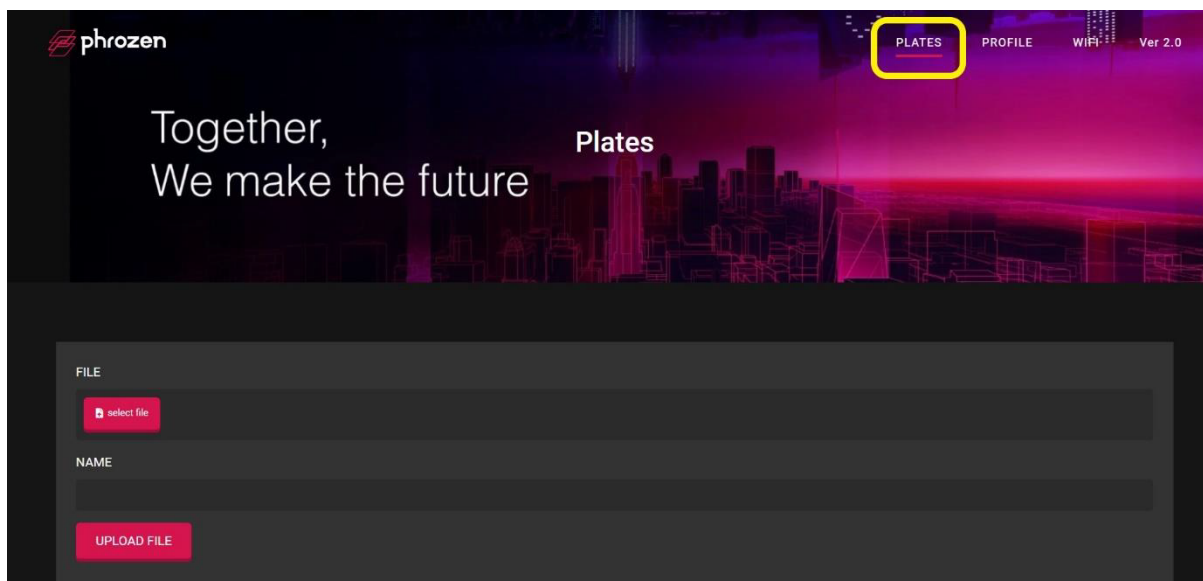 phrozen
PLATES PROFILE WIFI Ver 2.0
Together,
We make the future
Plates
FILE
select file
NAME
UPLOAD FILE